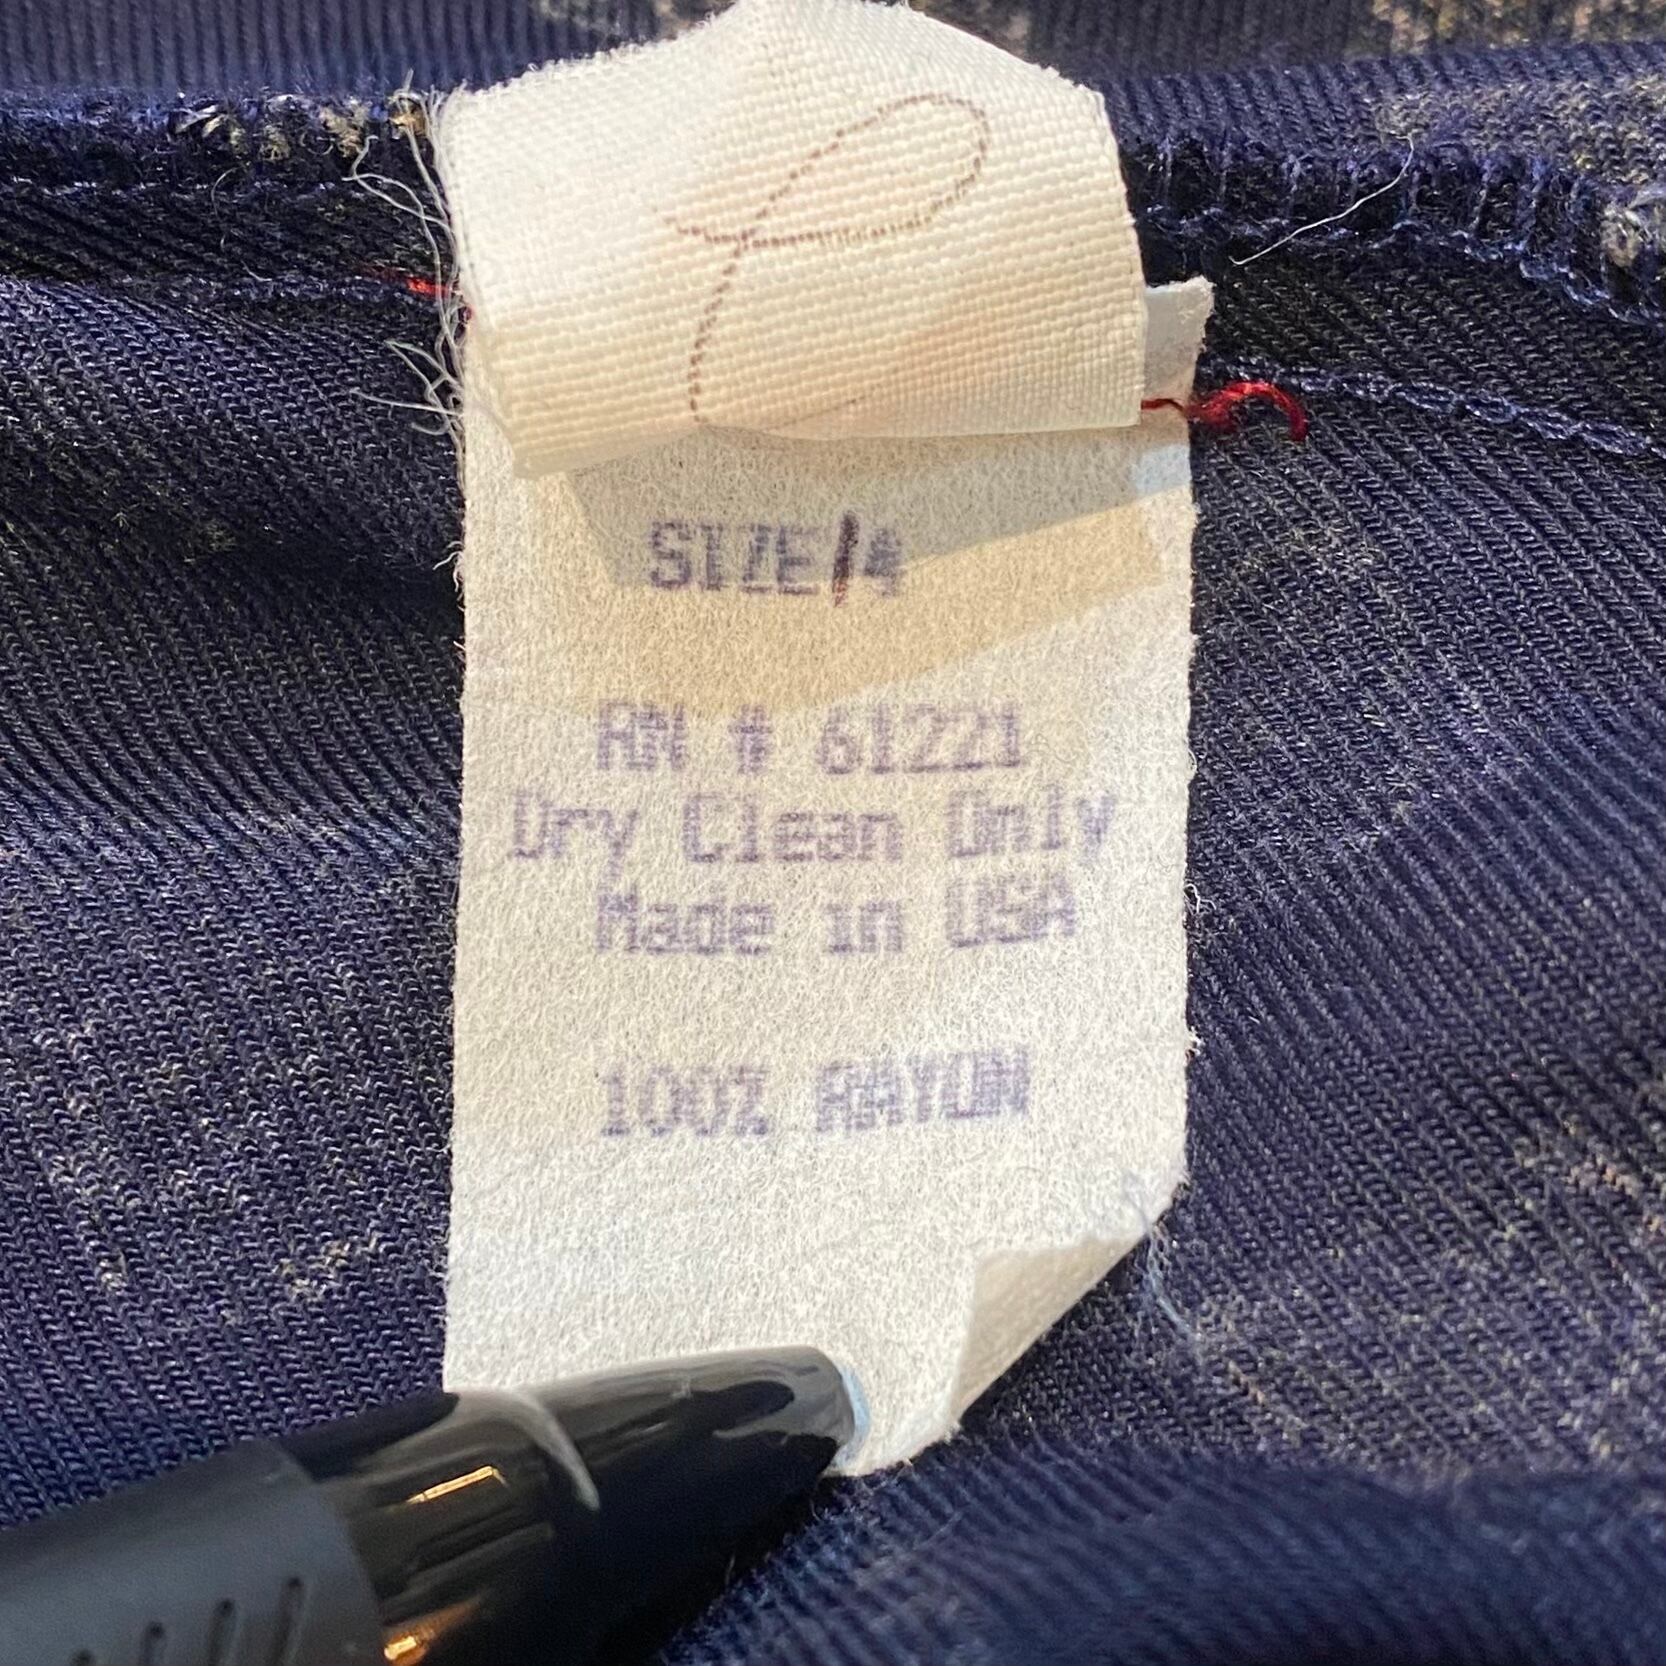 SIZE/4
RN # 61221
Dry Clean Only
Made in USA
100% RAYON